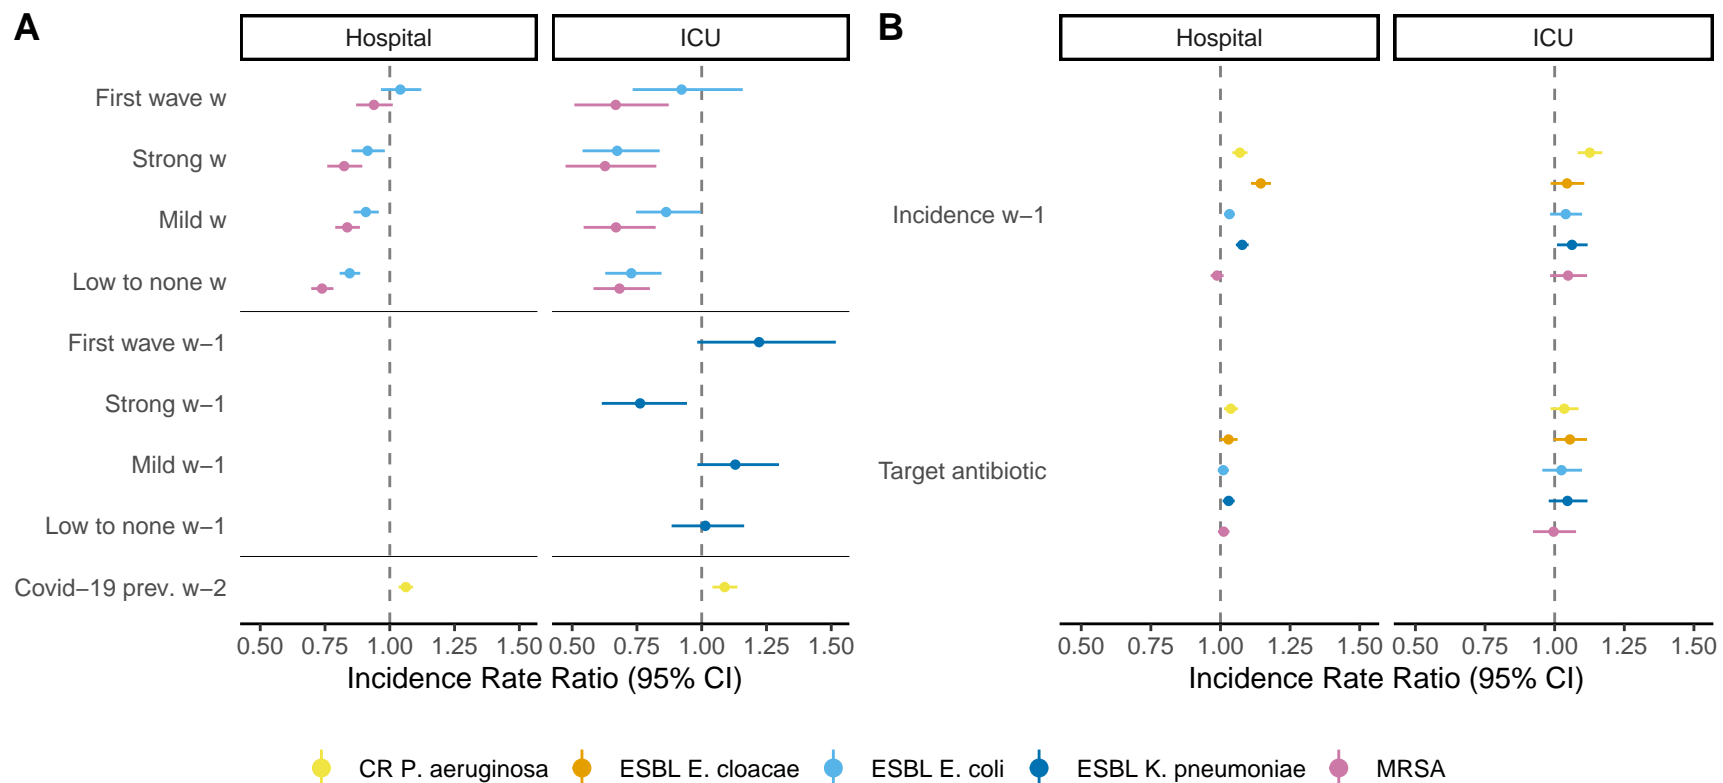 A
Hospital
ICU
First wave w
Strong w
Mild w
Low to none w
First wave w−1
Strong w−1
Mild w−1
Low to none w−1
Covid−19 prev. w−2
0.50 0.75 1.00 1.25 1.50
0.50 0.75 1.00 1.25 1.50
Incidence Rate Ratio (95% CI)
B
Hospital
ICU
Incidence w−1
Target antibiotic
0.50 0.75 1.00 1.25 1.50
0.50 0.75 1.00 1.25 1.50
Incidence Rate Ratio (95% CI)
CR P. aeruginosa ESBL E. cloacae ESBL E. coli ESBL K. pneumoniae MRSA